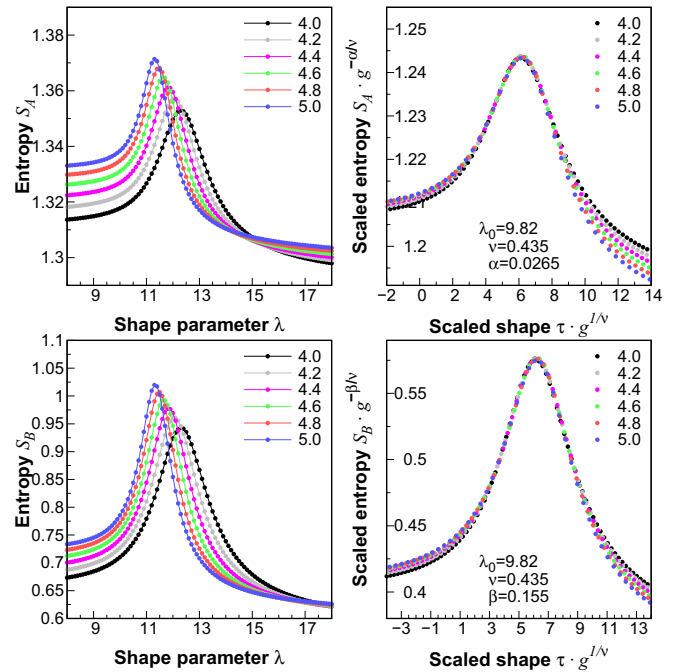 Entropy S_A
1.38
1.36
1.34
1.32
1.3
4.0
4.2
4.4
4.6
4.8
5.0
9 11 13 15 17
Shape parameter λ
Scaled entropy S_A · g^{-α/ν}
1.24
1.23
1.22
1.21
1.2
4.0
4.2
4.4
4.6
4.8
5.0
λ₀=9.82
ν=0.435
α=0.0265
−2 0 2 4 6 8 10 12 14
Scaled shape τ · g^{1/ν}
Entropy S_B
1.1
1.05
1
0.95
0.9
0.85
0.8
0.75
0.7
0.65
0.6
4.0
4.2
4.4
4.6
4.8
5.0
9 11 13 15 17
Shape parameter λ
Scaled entropy S_B · g^{-β/ν}
0.55
0.5
0.45
0.4
4.0
4.2
4.4
4.6
4.8
5.0
λ₀=9.82
ν=0.435
β=0.155
−3 −1 1 3 5 7 9 11 13
Scaled shape τ · g^{1/ν}